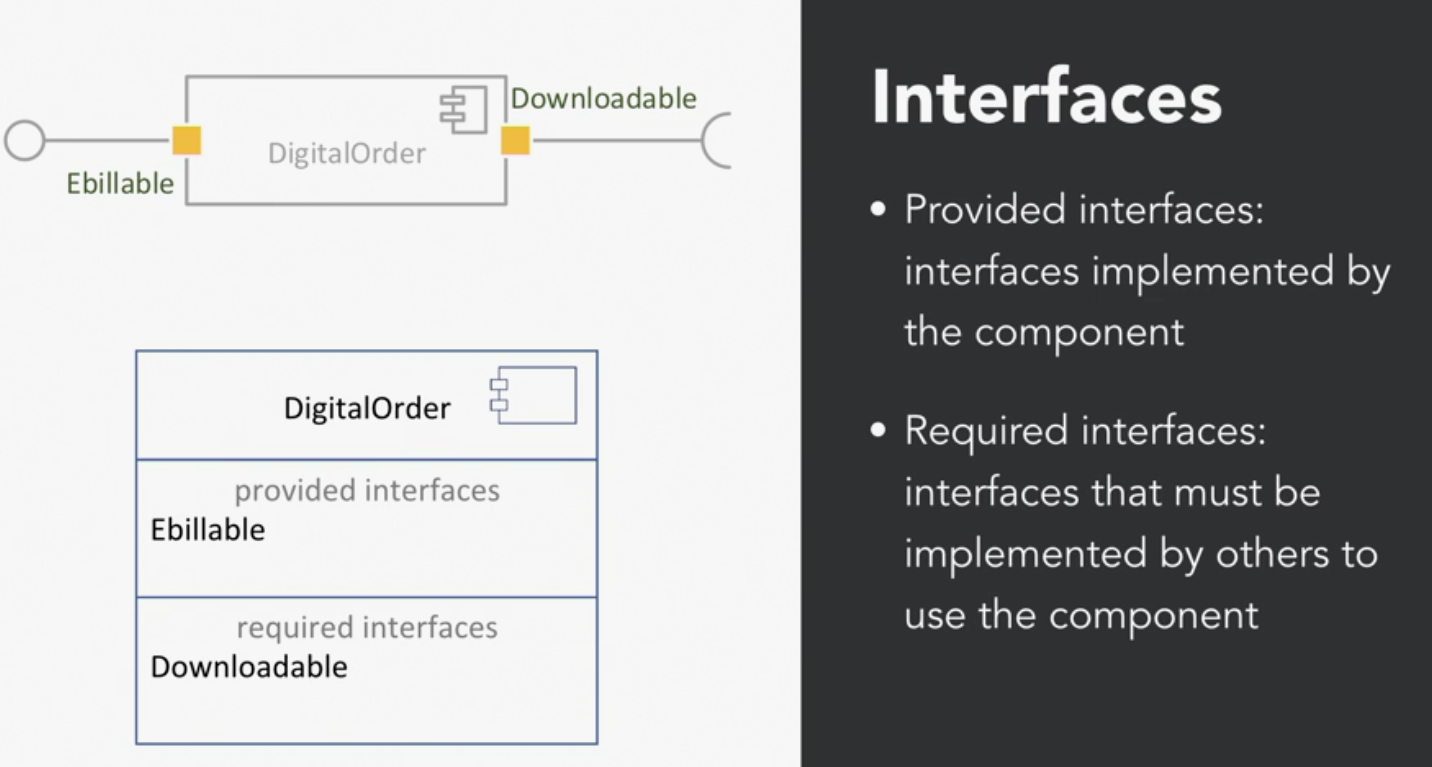 Downloadable
DigitalOrder
Ebillable
DigitalOrder
provided interfaces
Ebillable
required interfaces
Downloadable
Interfaces
• Provided interfaces:
interfaces implemented by
the component
• Required interfaces:
interfaces that must be
implemented by others to
use the component